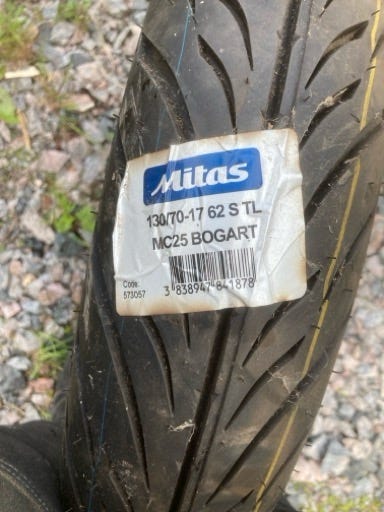 Mitas
130/70-17 62 S TL
MC25 BOGART
Code:
573057
3 838947 841878